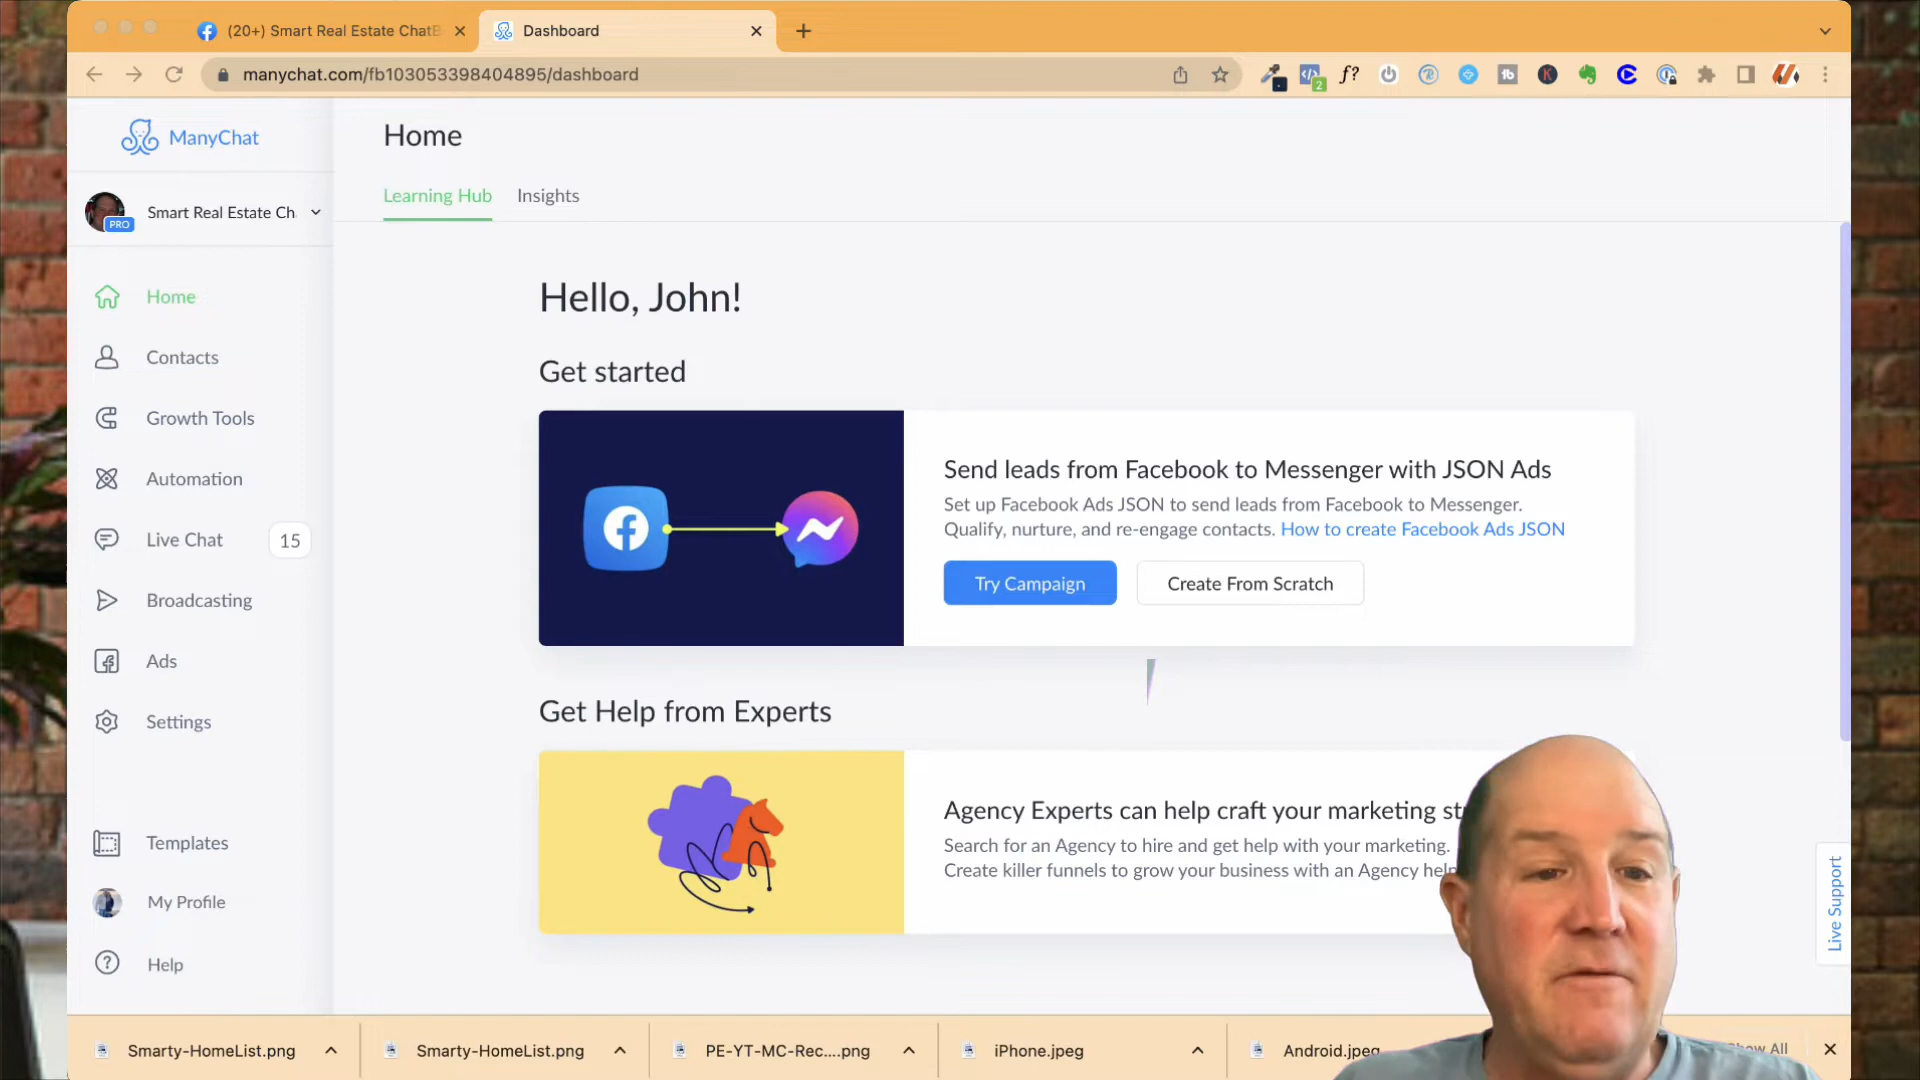 (20+) Smart Real Estate ChatB
Dashboard
manychat.com/fb103053398404895/dashboard
f?
2
ManyChat
Home
Learning Hub
Insights
Smart Real Estate Ch
PRO
Home
Contacts
Growth Tools
Automation
Live Chat
15
Broadcasting
Ads
Settings
Templates
My Profile
Help
Hello, John!
Get started
Send leads from Facebook to Messenger with JSON Ads
Set up Facebook Ads JSON to send leads from Facebook to Messenger.
Qualify, nurture, and re-engage contacts. How to create Facebook Ads JSON
Try Campaign
Create From Scratch
Get Help from Experts
Agency Experts can help craft your marketing st
Search for an Agency to hire and get help with your marketing.
Create killer funnels to grow your business with an Agency help
Live Support
Smarty-HomeList.png
Smarty-HomeList.png
PE-YT-MC-Rec....png
iPhone.jpeg
Android.jpeg
Show All